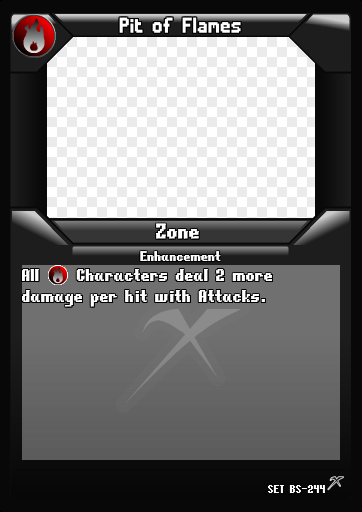 Pit of Flames
Zone
Enhancement
All Characters deal 2 more
damage per hit with Attacks.
SET BS-244